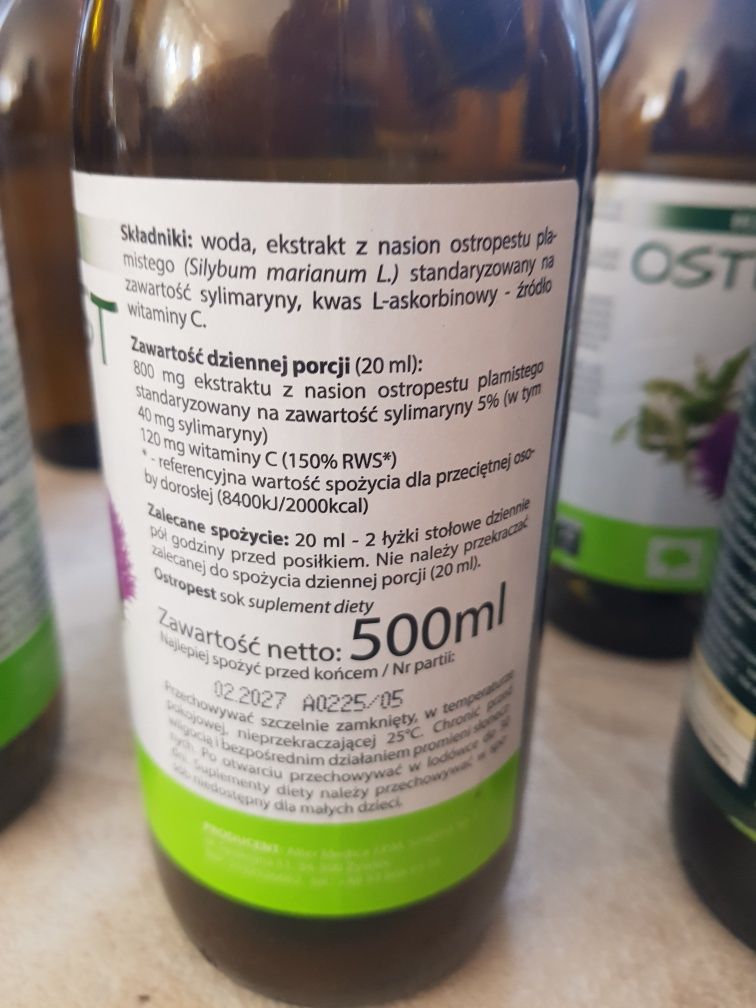 Składniki: woda, ekstrakt z nasion ostropestu pla-
mistego (Silybum marianum L.) standaryzowany na
zawartość sylimaryny, kwas L-askorbinowy - źródło
witaminy C.
Zawartość dziennej porcji (20 ml):
800 mg ekstraktu z nasion ostropestu plamistego
standaryzowany na zawartość sylimaryny 5% (w tym
40 mg sylimaryny)
120 mg witaminy C (150% RWS*)
* - referencyjna wartość spożycia dla przeciętnej oso-
by dorosłej (8400kJ/2000kcal)
Zalecane spożycie: 20 ml - 2 łyżki stołowe dziennie
pół godziny przed posiłkiem. Nie należy przekraczać
zalecanej do spożycia dziennej porcji (20 ml).
Ostropest sok suplement diety
Zawartość netto: 500ml
Najlepiej spożyć przed końcem / Nr partii:
02.2027 A0225/05
Przechowywać szczelnie zamknięty, w temperaturze
pokojowej, nieprzekraczającej 25°C. Chronić przed
wilgocią i bezpośrednim działaniem promieni słonecz-
nych. Po otwarciu przechowywać w lodówce do
dni. Suplementy diety należy przechowywać w spo-
sób niedostępny dla małych dzieci.
PRODUCENT:
ST
OST